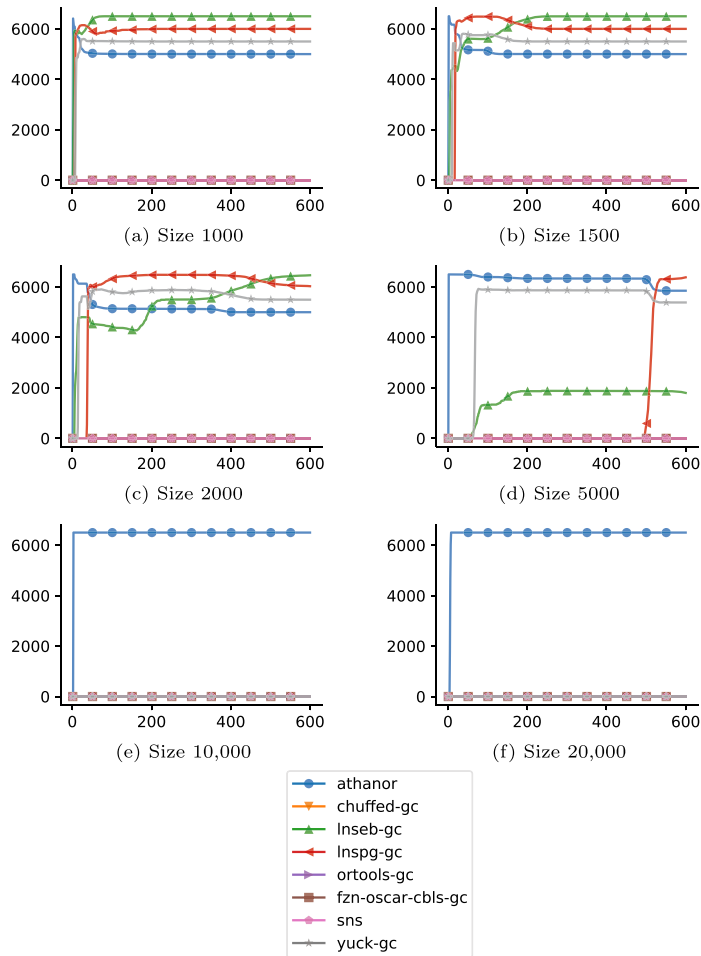 6000
4000
2000
0
0 200 400 600
(a) Size 1000
6000
4000
2000
0
0 200 400 600
(b) Size 1500
6000
4000
2000
0
0 200 400 600
(c) Size 2000
6000
4000
2000
0
0 200 400 600
(d) Size 5000
6000
4000
2000
0
0 200 400 600
(e) Size 10,000
6000
4000
2000
0
0 200 400 600
(f) Size 20,000
athanor
chuffed-gc
lnseb-gc
lnspg-gc
ortools-gc
fzn-oscar-cbls-gc
sns
yuck-gc